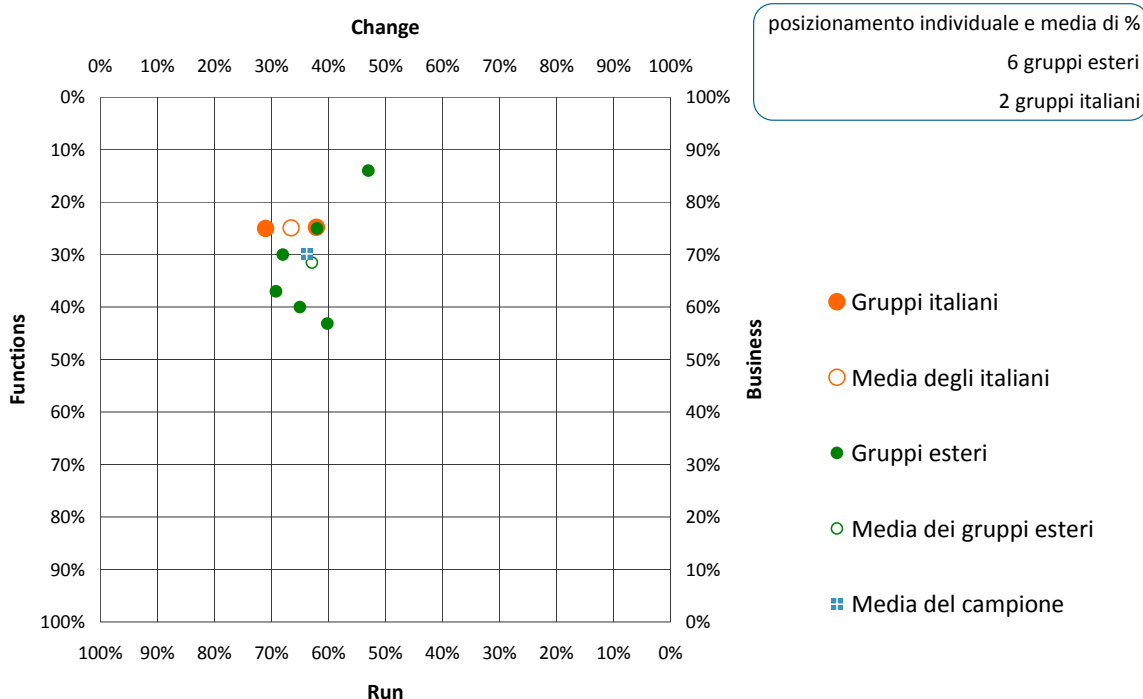 Change
posizionamento individuale e media di %
6 gruppi esteri
2 gruppi italiani
0% 10% 20% 30% 40% 50% 60% 70% 80% 90% 100%
0% 100%
10% 90%
20% 80%
30% 70%
40% 60%
50% 50%
60% 40%
70% 30%
80% 20%
90% 10%
100% 0%
Functions
Business
100% 90% 80% 70% 60% 50% 40% 30% 20% 10% 0%
Run
Gruppi italiani
Media degli italiani
Gruppi esteri
Media dei gruppi esteri
Media del campione